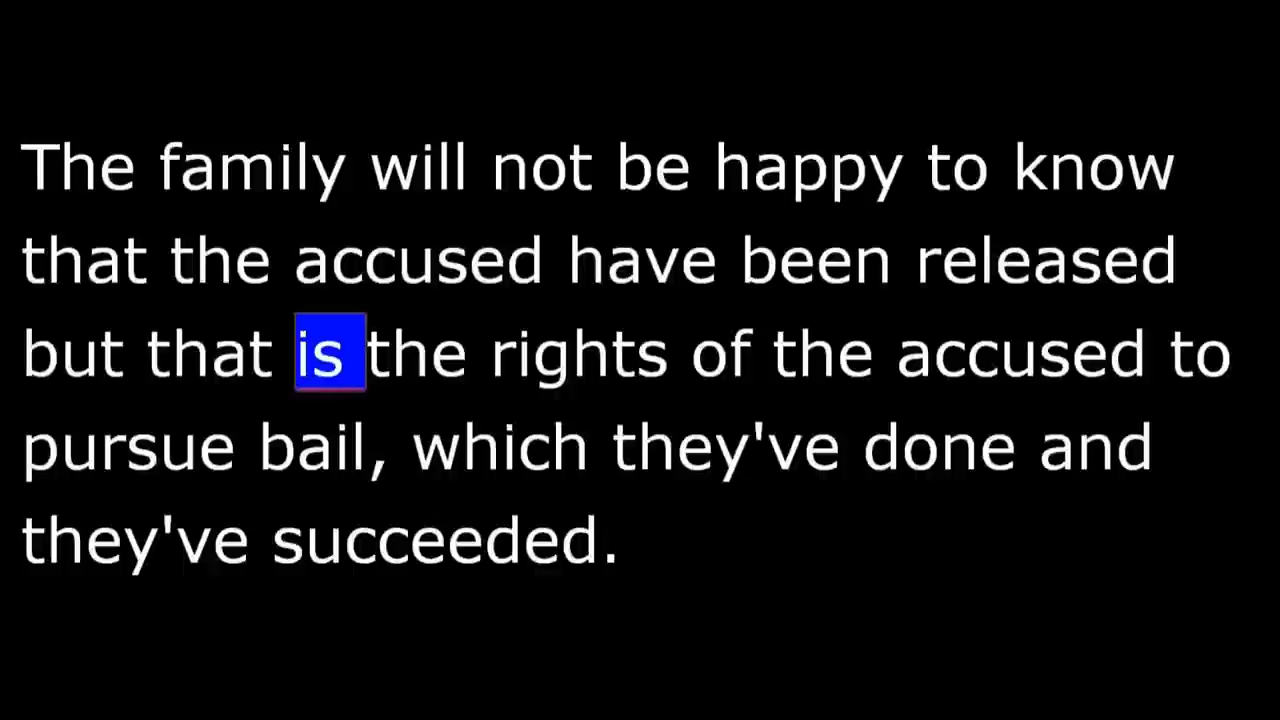 The family will not be happy to know
that the accused have been released
but that is the rights of the accused to
pursue bail, which they've done and
they've succeeded.